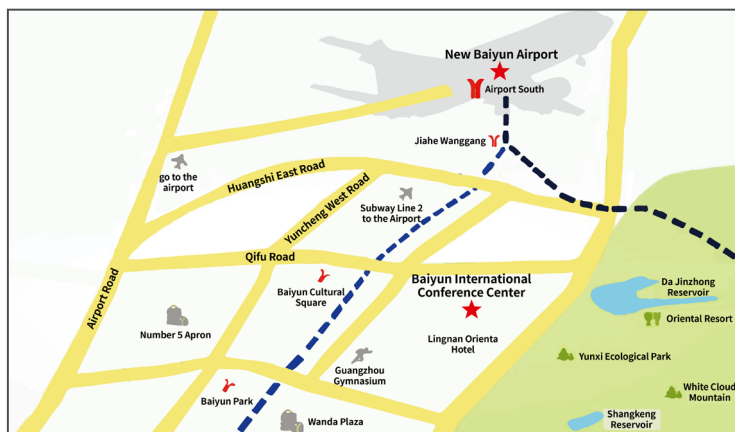 New Baiyun Airport
Airport South
Jiahe Wanggang
go to the
airport
Huangshi East Road
Yuncheng West Road
Subway Line 2
to the Airport
Qifu Road
Airport Road
Baiyun Cultural
Square
Baiyun International
Conference Center
Da Jinzhong
Reservoir
Oriental Resort
Number 5 Apron
Lingnan Orienta
Hotel
Yunxi Ecological Park
Guangzhou
Gymnasium
Baiyun Park
White Cloud
Mountain
Wanda Plaza
Shangkeng
Reservoir